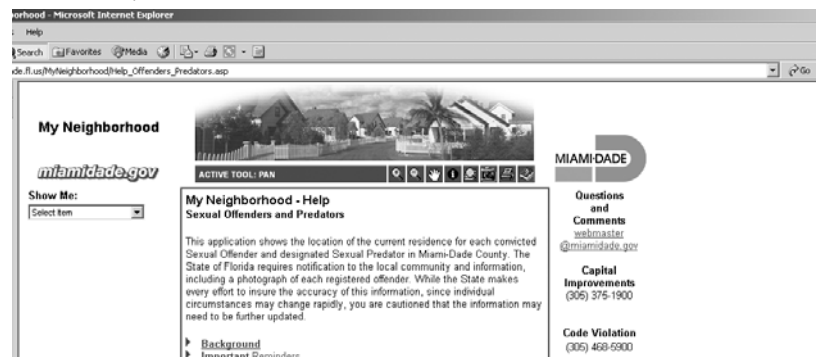 orhood - Microsoft Internet Explorer
Help
Search Favorites Media
de.fl.us/MyNeighborhood/Help_Offenders_Predators.asp
Go
My Neighborhood
miamidade.gov
Show Me:
Select Item
ACTIVE TOOL: PAN
My Neighborhood - Help
Sexual Offenders and Predators
This application shows the location of the current residence for each convicted
Sexual Offender and designated Sexual Predator in Miami-Dade County. The
State of Florida requires notification to the local community and information,
including a photograph of each registered offender. While the State makes
every effort to insure the accuracy of this information, since individual
circumstances may change rapidly, you are cautioned that the information may
need to be further updated.
Background
Important Reminders
MIAMI-DADE
Questions
and
Comments
webmaster
@miamidade.gov
Capital
Improvements
(305) 375-1900
Code Violation
(305) 468-5900